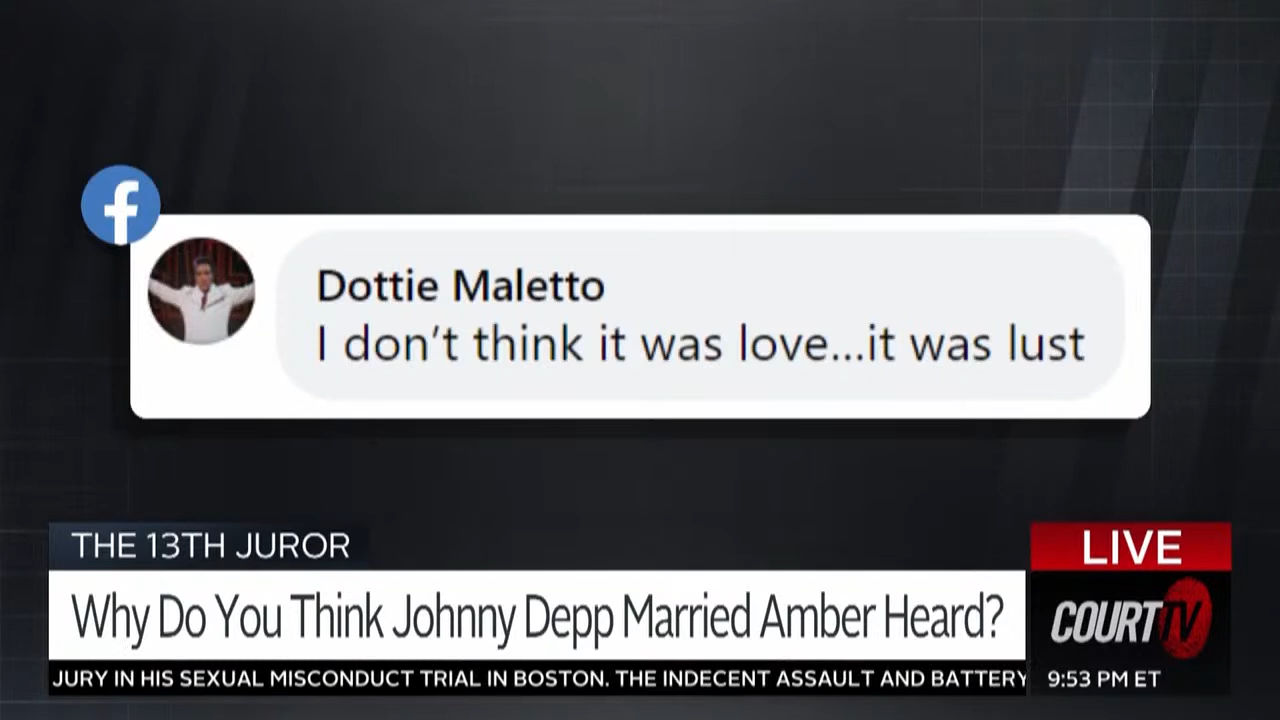 Dottie Maletto
I don't think it was love...it was lust
THE 13TH JUROR
LIVE
Why Do You Think Johnny Depp Married Amber Heard?
COURT TV
JURY IN HIS SEXUAL MISCONDUCT TRIAL IN BOSTON. THE INDECENT ASSAULT AND BATTERY
9:53 PM ET